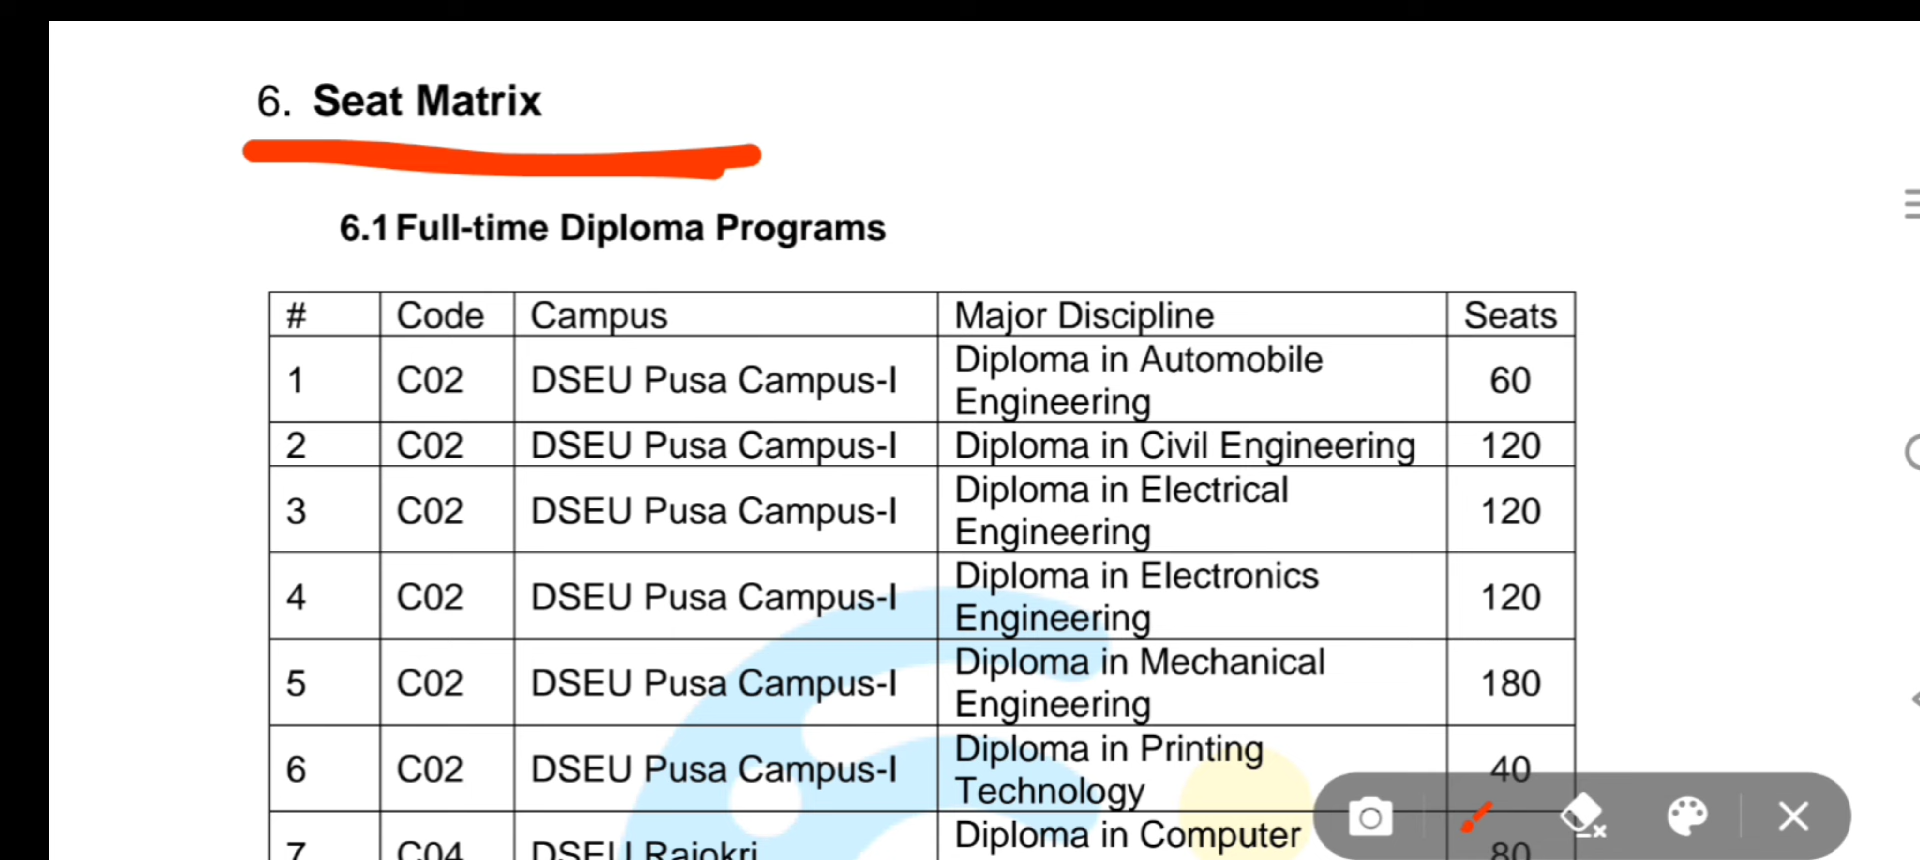 6. Seat Matrix
6.1 Full-time Diploma Programs
# Code Campus Major Discipline Seats
1 C02 DSEU Pusa Campus-I Diploma in Automobile Engineering 60
2 C02 DSEU Pusa Campus-I Diploma in Civil Engineering 120
3 C02 DSEU Pusa Campus-I Diploma in Electrical Engineering 120
4 C02 DSEU Pusa Campus-I Diploma in Electronics Engineering 120
5 C02 DSEU Pusa Campus-I Diploma in Mechanical Engineering 180
6 C02 DSEU Pusa Campus-I Diploma in Printing Technology 40
7 C04 DSEU Rajokri Diploma in Computer 80